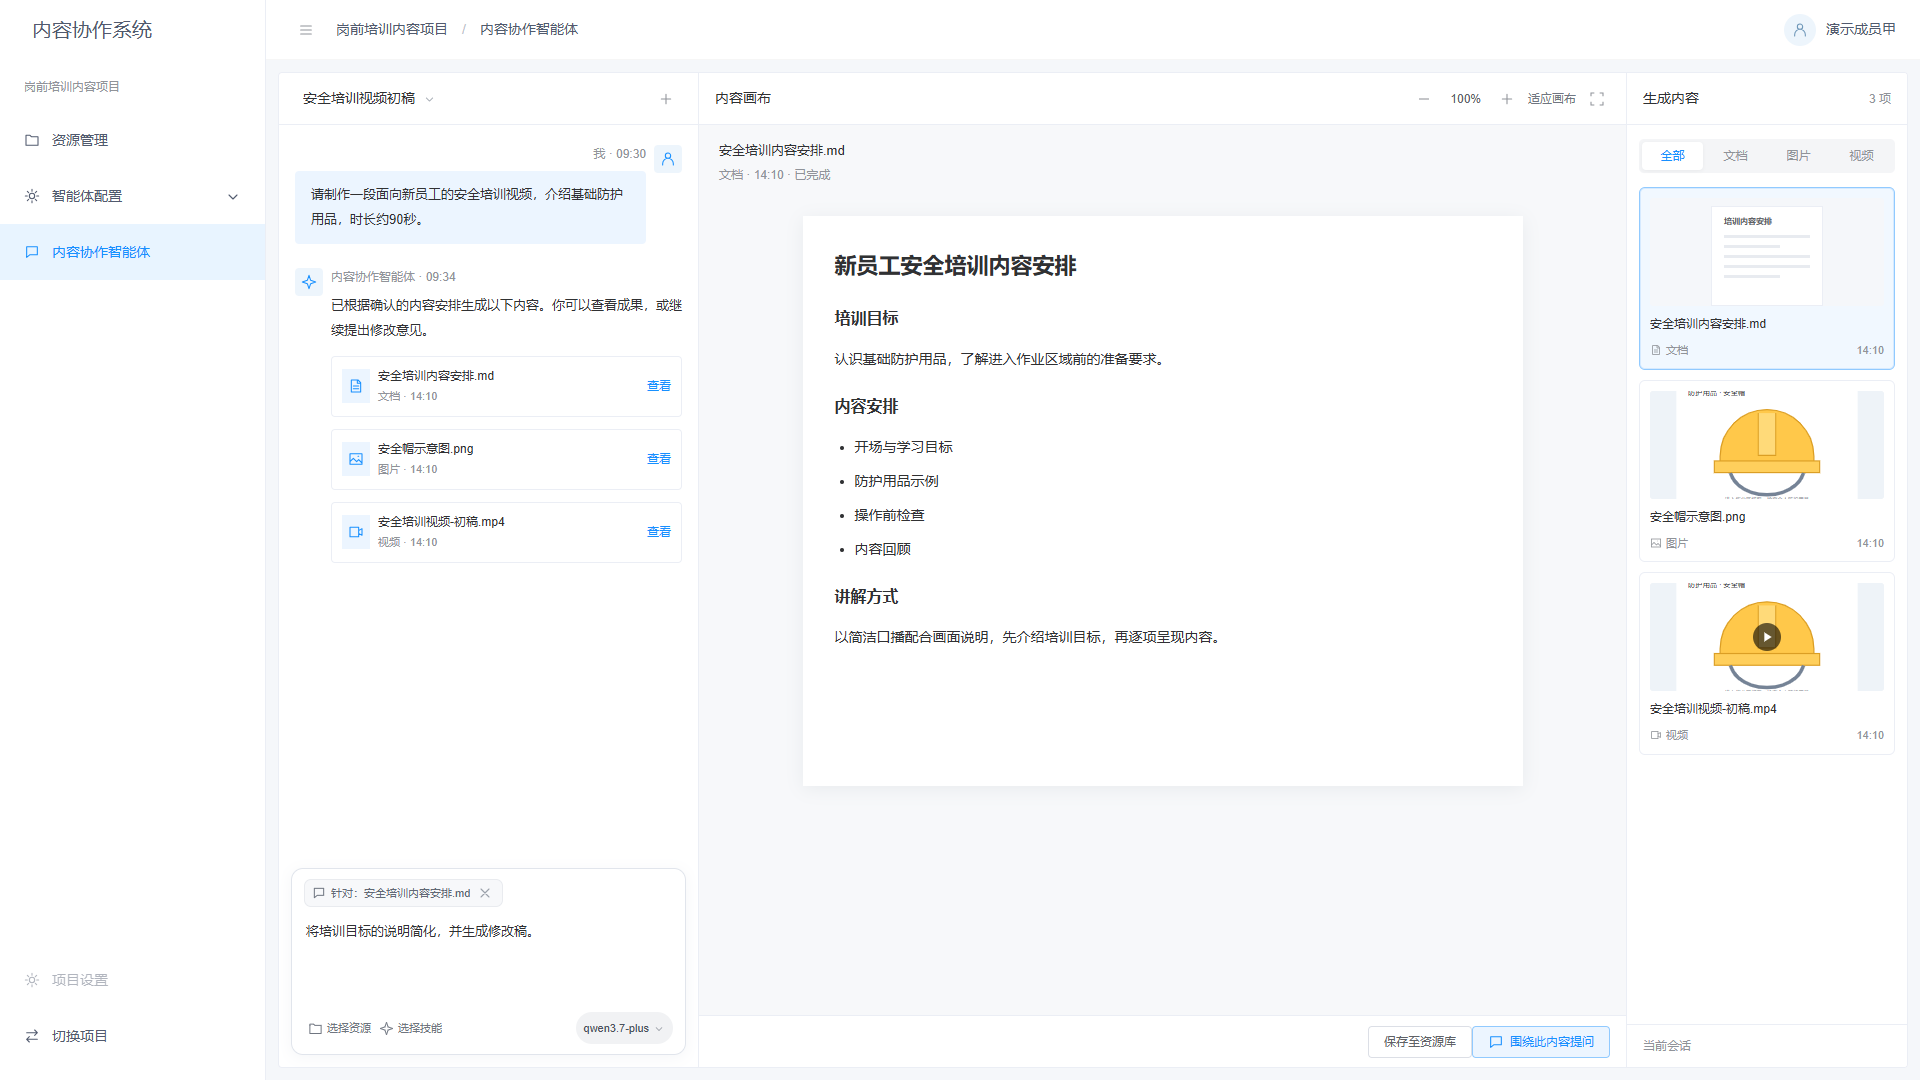 内容协作系统
岗前培训内容项目
资源管理
智能体配置
内容协作智能体
项目设置
切换项目
岗前培训内容项目 / 内容协作智能体
演示成员甲
安全培训视频初稿
我 · 09:30
请制作一段面向新员工的安全培训视频，介绍基础防护
用品，时长约90秒。
内容协作智能体 · 09:34
已根据确认的内容安排生成以下内容。你可以查看成果，或继
续提出修改意见。
安全培训内容安排.md
文档 · 14:10
查看
安全帽示意图.png
图片 · 14:10
查看
安全培训视频-初稿.mp4
视频 · 14:10
查看
针对：安全培训内容安排.md
将培训目标的说明简化，并生成修改稿。
选择资源 选择技能
qwen3.7-plus
内容画布
100%
适应画布
安全培训内容安排.md
文档 · 14:10 · 已完成
新员工安全培训内容安排
培训目标
认识基础防护用品，了解进入作业区域前的准备要求。
内容安排
• 开场与学习目标
• 防护用品示例
• 操作前检查
• 内容回顾
讲解方式
以简洁口播配合画面说明，先介绍培训目标，再逐项呈现内容。
保存至资源库
围绕此内容提问
生成内容
3 项
全部 文档 图片 视频
培训内容安排
安全培训内容安排.md
文档 14:10
防护用品 · 安全帽
安全帽示意图.png
图片 14:10
防护用品 · 安全帽
安全培训视频-初稿.mp4
视频 14:10
当前会话